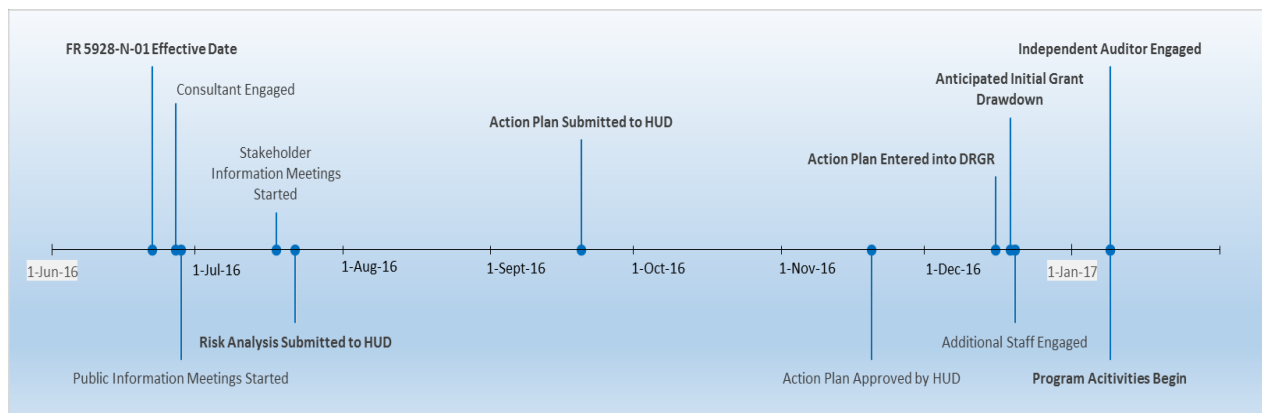 FR 5928-N-01 Effective Date
Consultant Engaged
Stakeholder
Information Meetings
Started
Action Plan Submitted to HUD
Independent Auditor Engaged
Anticipated Initial Grant
Drawdown
Action Plan Entered into DRGR
1-Jun-16
1-Jul-16
1-Aug-16
1-Sept-16
1-Oct-16
1-Nov-16
1-Dec-16
1-Jan-17
Risk Analysis Submitted to HUD
Public Information Meetings Started
Additional Staff Engaged
Action Plan Approved by HUD
Program Acitivities Begin